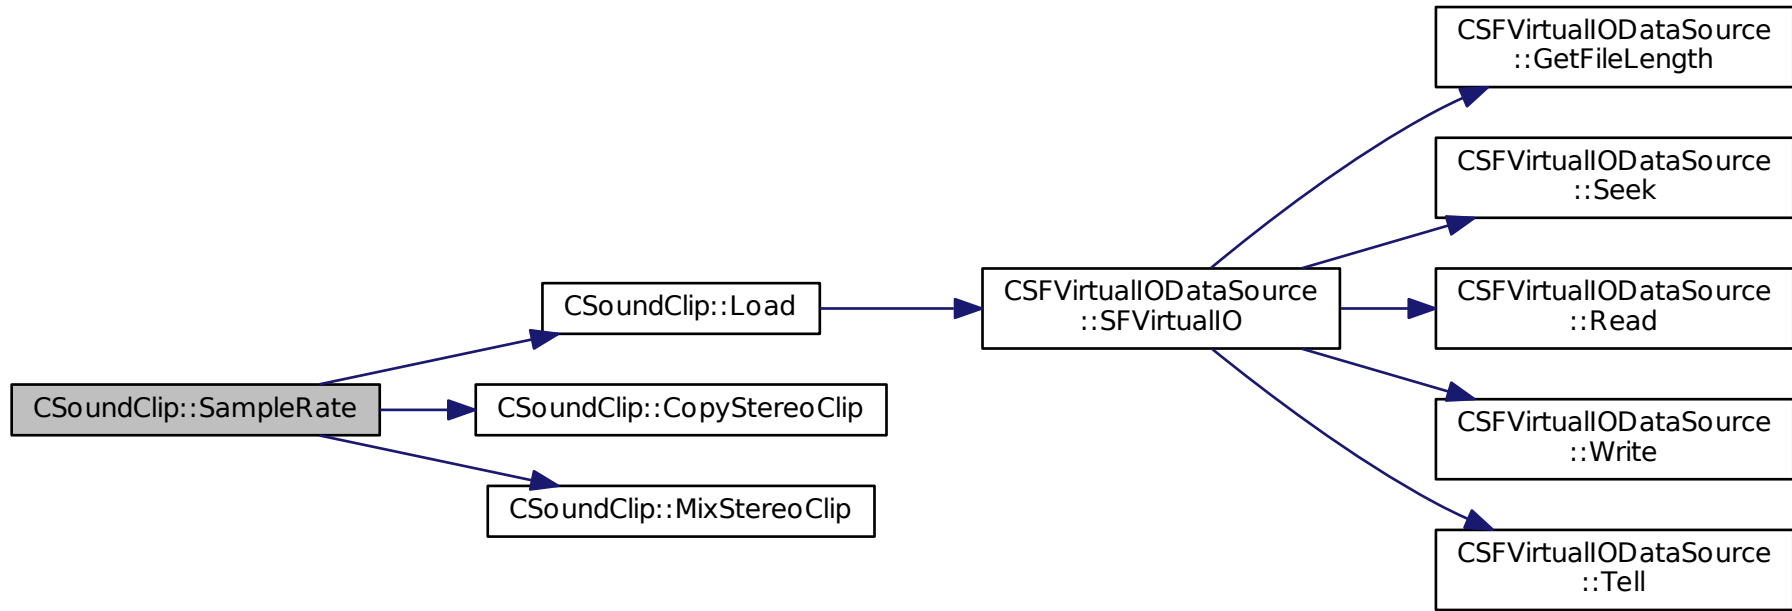 CSFVirtualIODataSource
::GetFileLength
CSFVirtualIODataSource
::Seek
CSoundClip::Load
CSFVirtualIODataSource
::SFVirtualIO
CSFVirtualIODataSource
::Read
CSoundClip::SampleRate
CSoundClip::CopyStereoClip
CSFVirtualIODataSource
::Write
CSoundClip::MixStereoClip
CSFVirtualIODataSource
::Tell